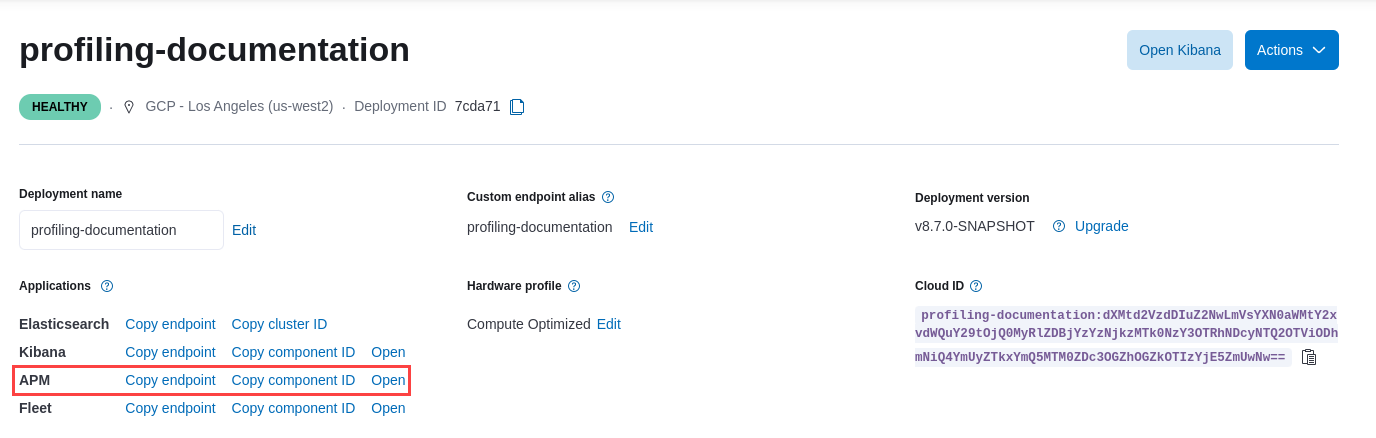 profiling-documentation
Open Kibana
Actions
HEALTHY · GCP - Los Angeles (us-west2) · Deployment ID 7cda71
Deployment name
profiling-documentation Edit
Custom endpoint alias
profiling-documentation Edit
Deployment version
v8.7.0-SNAPSHOT Upgrade
Applications
Elasticsearch Copy endpoint Copy cluster ID
Kibana Copy endpoint Copy component ID Open
APM Copy endpoint Copy component ID Open
Fleet Copy endpoint Copy component ID Open
Hardware profile
Compute Optimized Edit
Cloud ID
profiling-documentation:dXMtd2VzdDIuZ2NwLmVsYXN0aWMtY2x
vdWQuY29tOjQ0MyRlZDBjYzYzNjkzMTk0NzY3OTRhNDcyNTQ2OTViODh
mNiQ4YmUyZTkxYmQ5MTM0ZDc3OGZhOGZkOTIzYjE5ZmUwNw==